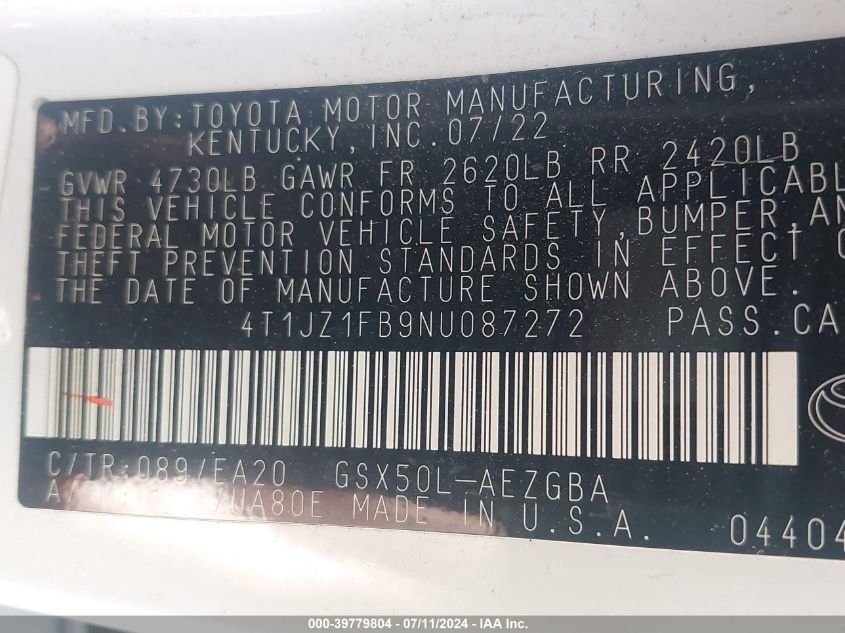 MFD.BY:TOYOTA MOTOR MANUFACTURING,
KENTUCKY,INC.07/22
GVWR 4730LB GAWR FR 2620LB RR 2420LB
THIS VEHICLE CONFORMS TO ALL APPLICABL
FEDERAL MOTOR VEHICLE SAFETY,BUMPER,AN
THEFT PREVENTION STANDARDS IN EFFECT O
THE DATE OF MANUFACTURE SHOWN ABOVE.
4T1JZ1FB9NU087272 PASS.CA
C/TR:089/EA20 GSX50L-AEZGBA
UA80E MADE IN U.S.A. 04404
000-39779804 | 07/11/2024 - IAA Inc.